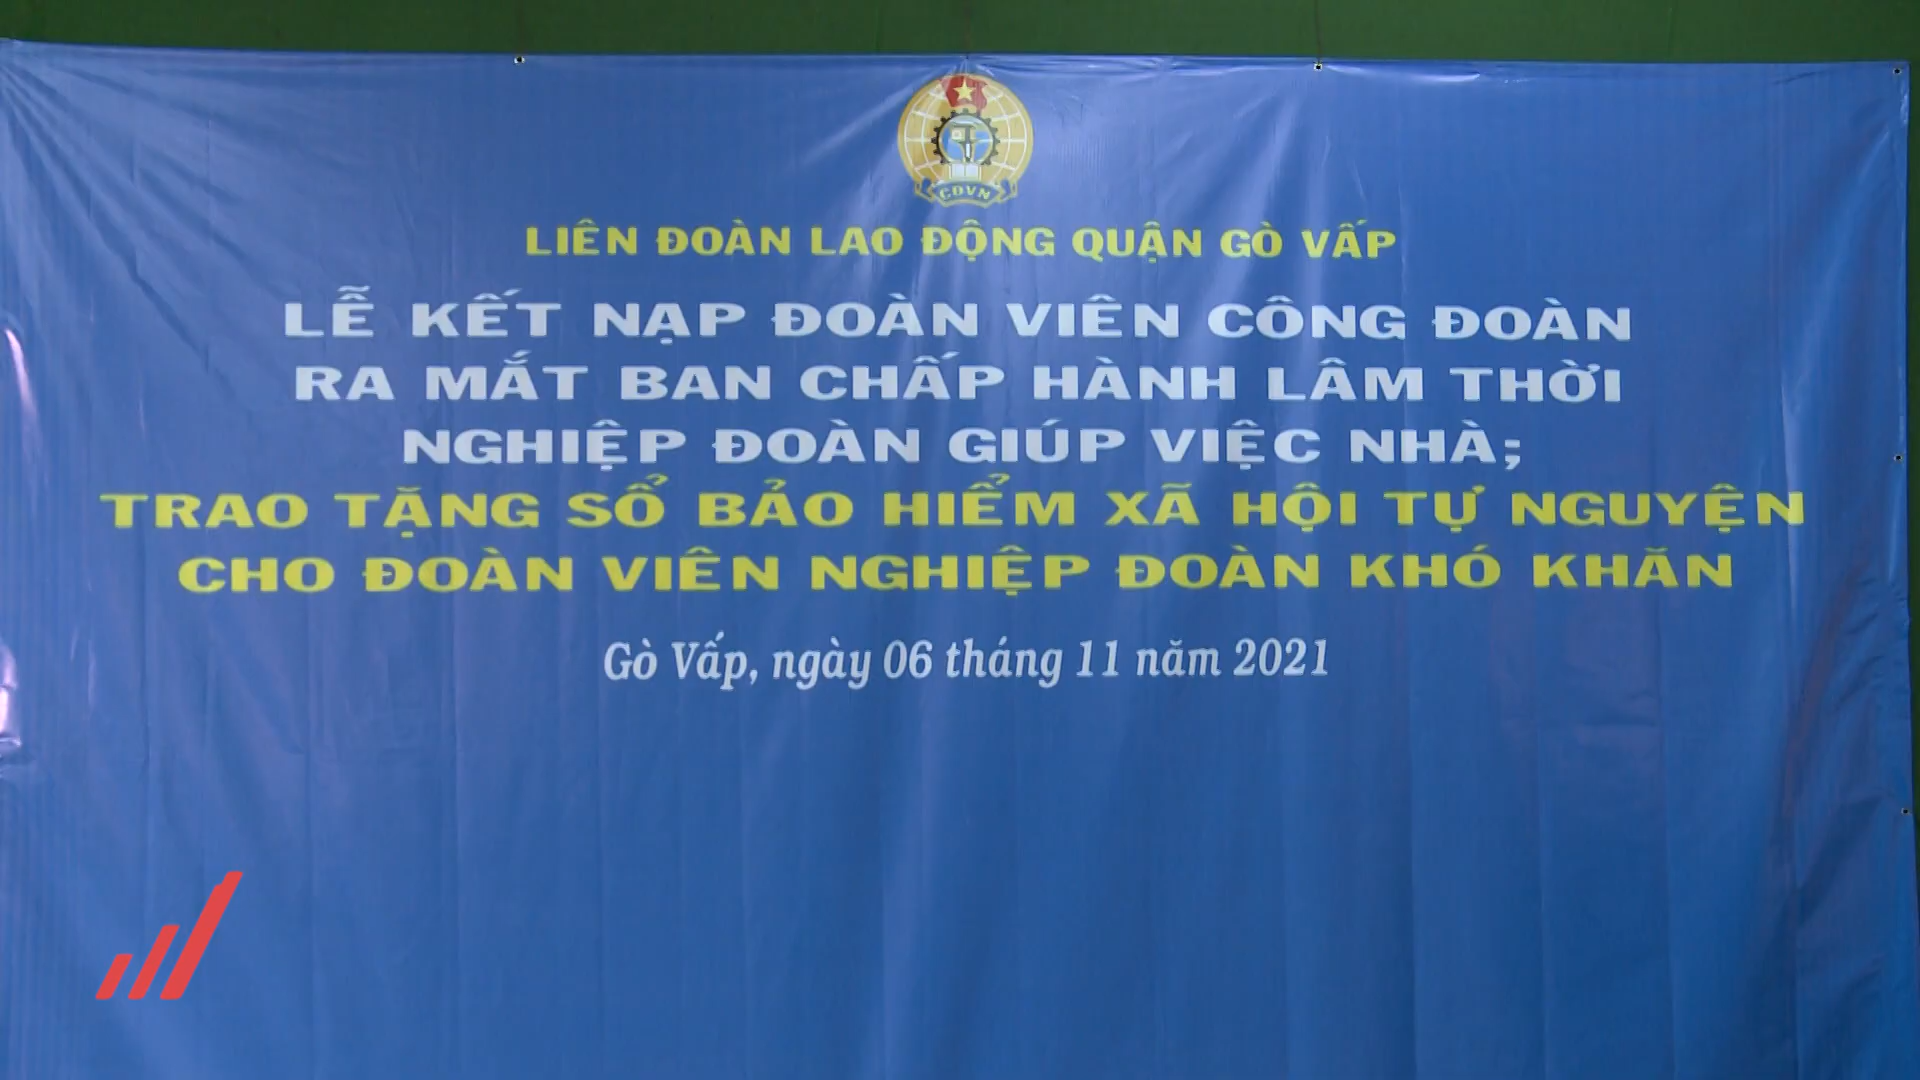 CĐVN
LIÊN ĐOÀN LAO ĐỘNG QUẬN GÒ VẤP
LỄ KẾT NẠP ĐOÀN VIÊN CÔNG ĐOÀN
RA MẮT BAN CHẤP HÀNH LÂM THỜI
NGHIỆP ĐOÀN GIÚP VIỆC NHÀ;
TRAO TẶNG SỔ BẢO HIỂM XÃ HỘI TỰ NGUYỆN
CHO ĐOÀN VIÊN NGHIỆP ĐOÀN KHÓ KHĂN
Gò Vấp, ngày 06 tháng 11 năm 2021